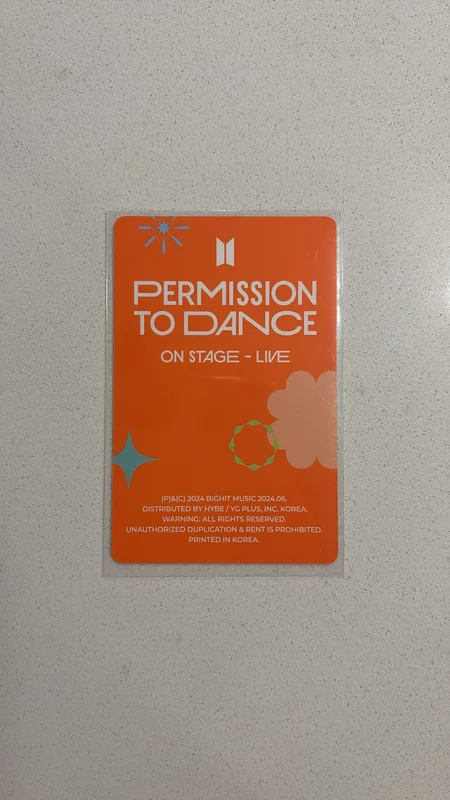 PERMISSION
TO DANCE
ON STAGE - LIVE
(P)&(C) 2024 BIGHIT MUSIC 2024.06.
DISTRIBUTED BY HYBE / YG PLUS, INC. KOREA.
WARNING: ALL RIGHTS RESERVED.
UNAUTHORIZED DUPLICATION & RENT IS PROHIBITED.
PRINTED IN KOREA.